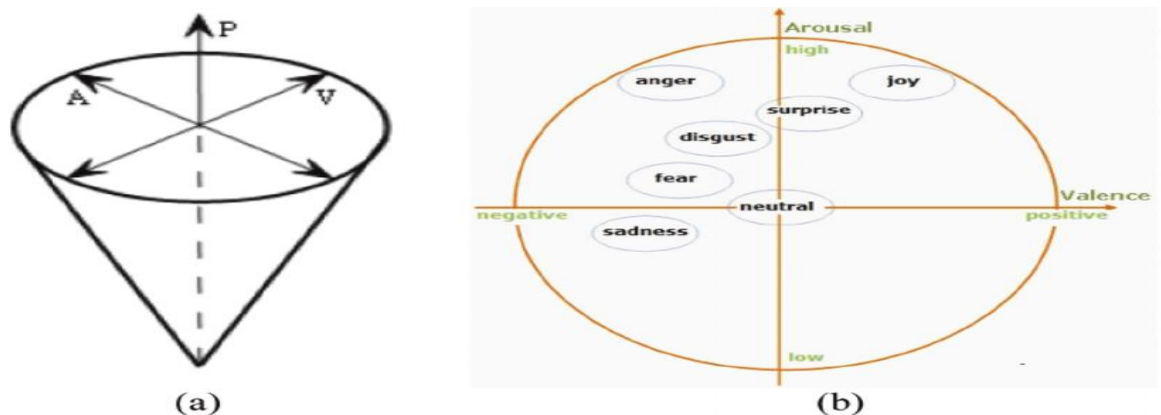 P
A
V
(a)
Arousal
high
anger
joy
surprise
disgust
fear
Valence
neutral
negative
positive
sadness
low
(b)